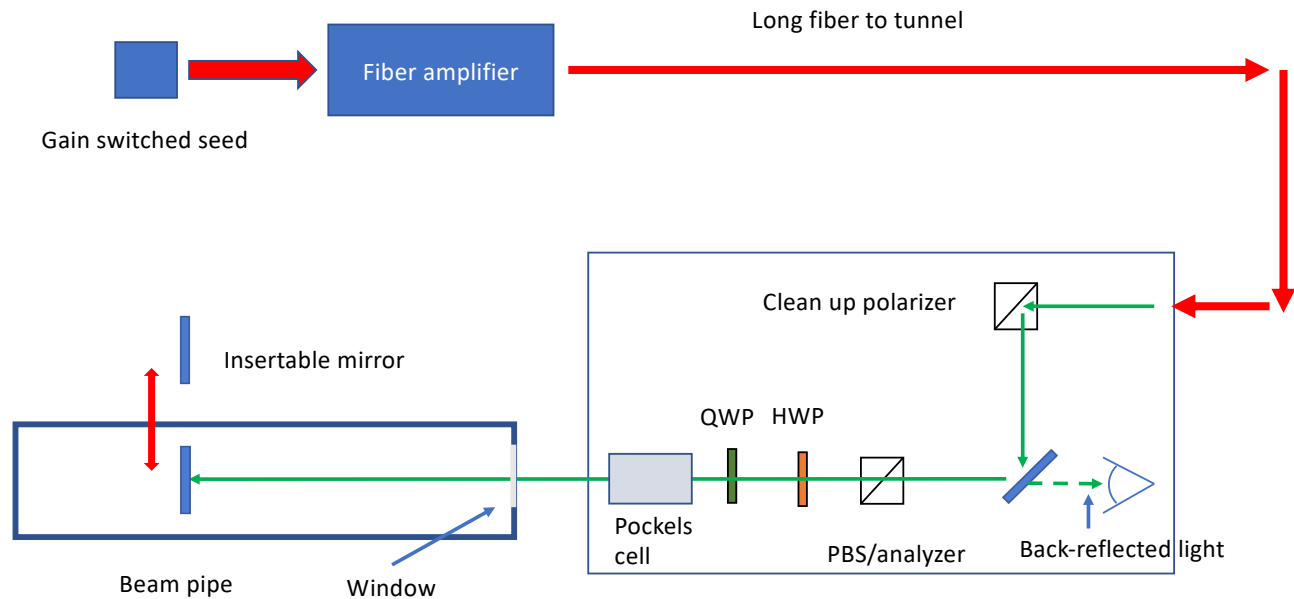 Long fiber to tunnel
Fiber amplifier
Gain switched seed
Clean up polarizer
Insertable mirror
QWP
HWP
Pockels
cell
PBS/analyzer
Back-reflected light
Beam pipe
Window